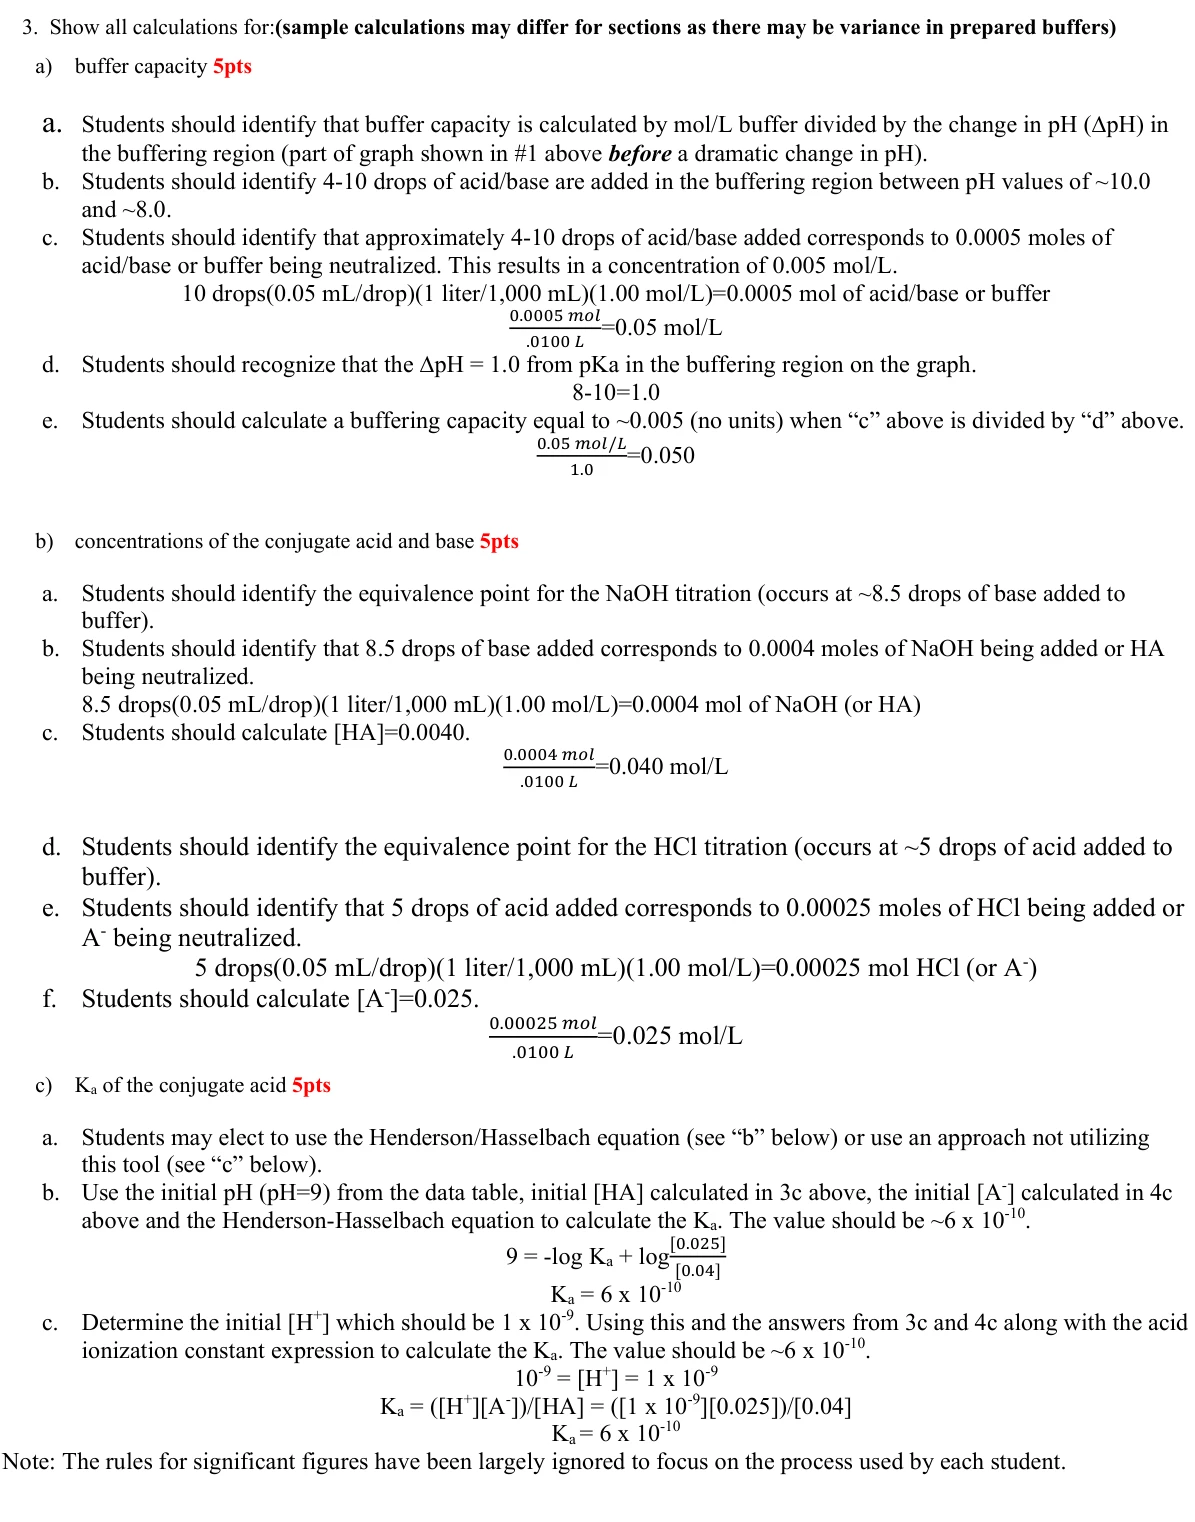 3. Show all calculations for:(sample calculations may differ for sections as there may be variance in prepared buffers)
a) buffer capacity 5pts
a. Students should identify that buffer capacity is calculated by mol/L buffer divided by the change in pH (ΔpH) in
the buffering region (part of graph shown in #1 above before a dramatic change in pH).
b. Students should identify 4-10 drops of acid/base are added in the buffering region between pH values of ~10.0
and ~8.0.
c. Students should identify that approximately 4-10 drops of acid/base added corresponds to 0.0005 moles of
acid/base or buffer being neutralized. This results in a concentration of 0.005 mol/L.
10 drops(0.05 mL/drop)(1 liter/1,000 mL)(1.00 mol/L)=0.0005 mol of acid/base or buffer
0.0005 mol
=0.05 mol/L
.0100 L
d. Students should recognize that the ΔpH = 1.0 from pKa in the buffering region on the graph.
8-10=1.0
e. Students should calculate a buffering capacity equal to ~0.005 (no units) when “c” above is divided by “d” above.
0.05 mol/L
=0.050
1.0
b) concentrations of the conjugate acid and base 5pts
a. Students should identify the equivalence point for the NaOH titration (occurs at ~8.5 drops of base added to
buffer).
b. Students should identify that 8.5 drops of base added corresponds to 0.0004 moles of NaOH being added or HA
being neutralized.
8.5 drops(0.05 mL/drop)(1 liter/1,000 mL)(1.00 mol/L)=0.0004 mol of NaOH (or HA)
c. Students should calculate [HA]=0.0040.
0.0004 mol
=0.040 mol/L
.0100 L
d. Students should identify the equivalence point for the HCl titration (occurs at ~5 drops of acid added to
buffer).
e. Students should identify that 5 drops of acid added corresponds to 0.00025 moles of HCl being added or
A⁻ being neutralized.
5 drops(0.05 mL/drop)(1 liter/1,000 mL)(1.00 mol/L)=0.00025 mol HCl (or A⁻)
f. Students should calculate [A⁻]=0.025.
0.00025 mol
=0.025 mol/L
.0100 L
c) Kₐ of the conjugate acid 5pts
a. Students may elect to use the Henderson/Hasselbach equation (see “b” below) or use an approach not utilizing
this tool (see “c” below).
b. Use the initial pH (pH=9) from the data table, initial [HA] calculated in 3c above, the initial [A⁻] calculated in 4c
above and the Henderson-Hasselbach equation to calculate the Kₐ. The value should be ~6 x 10⁻¹⁰.
9 = -log Kₐ + log [0.025]
[0.04]
Kₐ = 6 x 10⁻¹⁰
c. Determine the initial [H⁺] which should be 1 x 10⁻⁹. Using this and the answers from 3c and 4c along with the acid
ionization constant expression to calculate the Kₐ. The value should be ~6 x 10⁻¹⁰.
10⁻⁹ = [H⁺] = 1 x 10⁻⁹
Kₐ = ([H⁺][A⁻])/[HA] = ([1 x 10⁻⁹][0.025])/[0.04]
Kₐ = 6 x 10⁻¹⁰
Note: The rules for significant figures have been largely ignored to focus on the process used by each student.